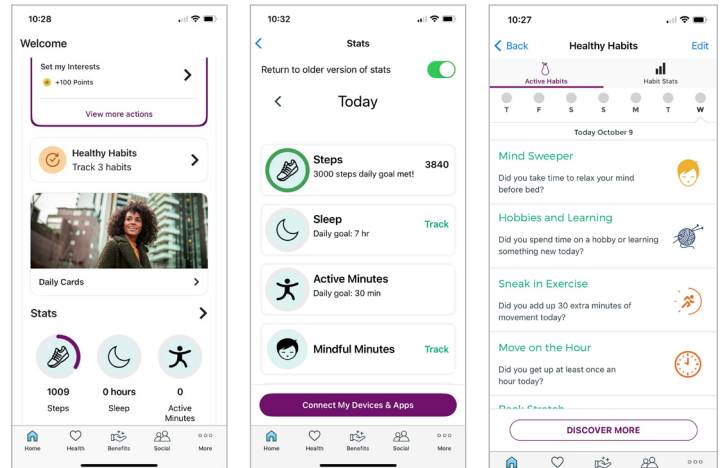 10:28
Welcome
Set my Interests
+100 Points
View more actions
Healthy Habits
Track 3 habits
Daily Cards
Stats
1009
Steps
0 hours
Sleep
0
Active
Minutes
Home
Health
Benefits
Social
More
10:32
Stats
Return to older version of stats
Today
Steps
3000 steps daily goal met!
3840
Sleep
Daily goal: 7 hr
Track
Active Minutes
Daily goal: 30 min
Mindful Minutes
Track
Connect My Devices & Apps
Home
Health
Benefits
Social
More
10:27
Back
Healthy Habits
Edit
Active Habits
Habit Stats
T F S S M T W
Today October 9
Mind Sweeper
Did you take time to relax your mind
before bed?
Hobbies and Learning
Did you spend time on a hobby or learning
something new today?
Sneak in Exercise
Did you add up 30 extra minutes of
movement today?
Move on the Hour
Did you get up at least once an
hour today?
Back Stretch
DISCOVER MORE